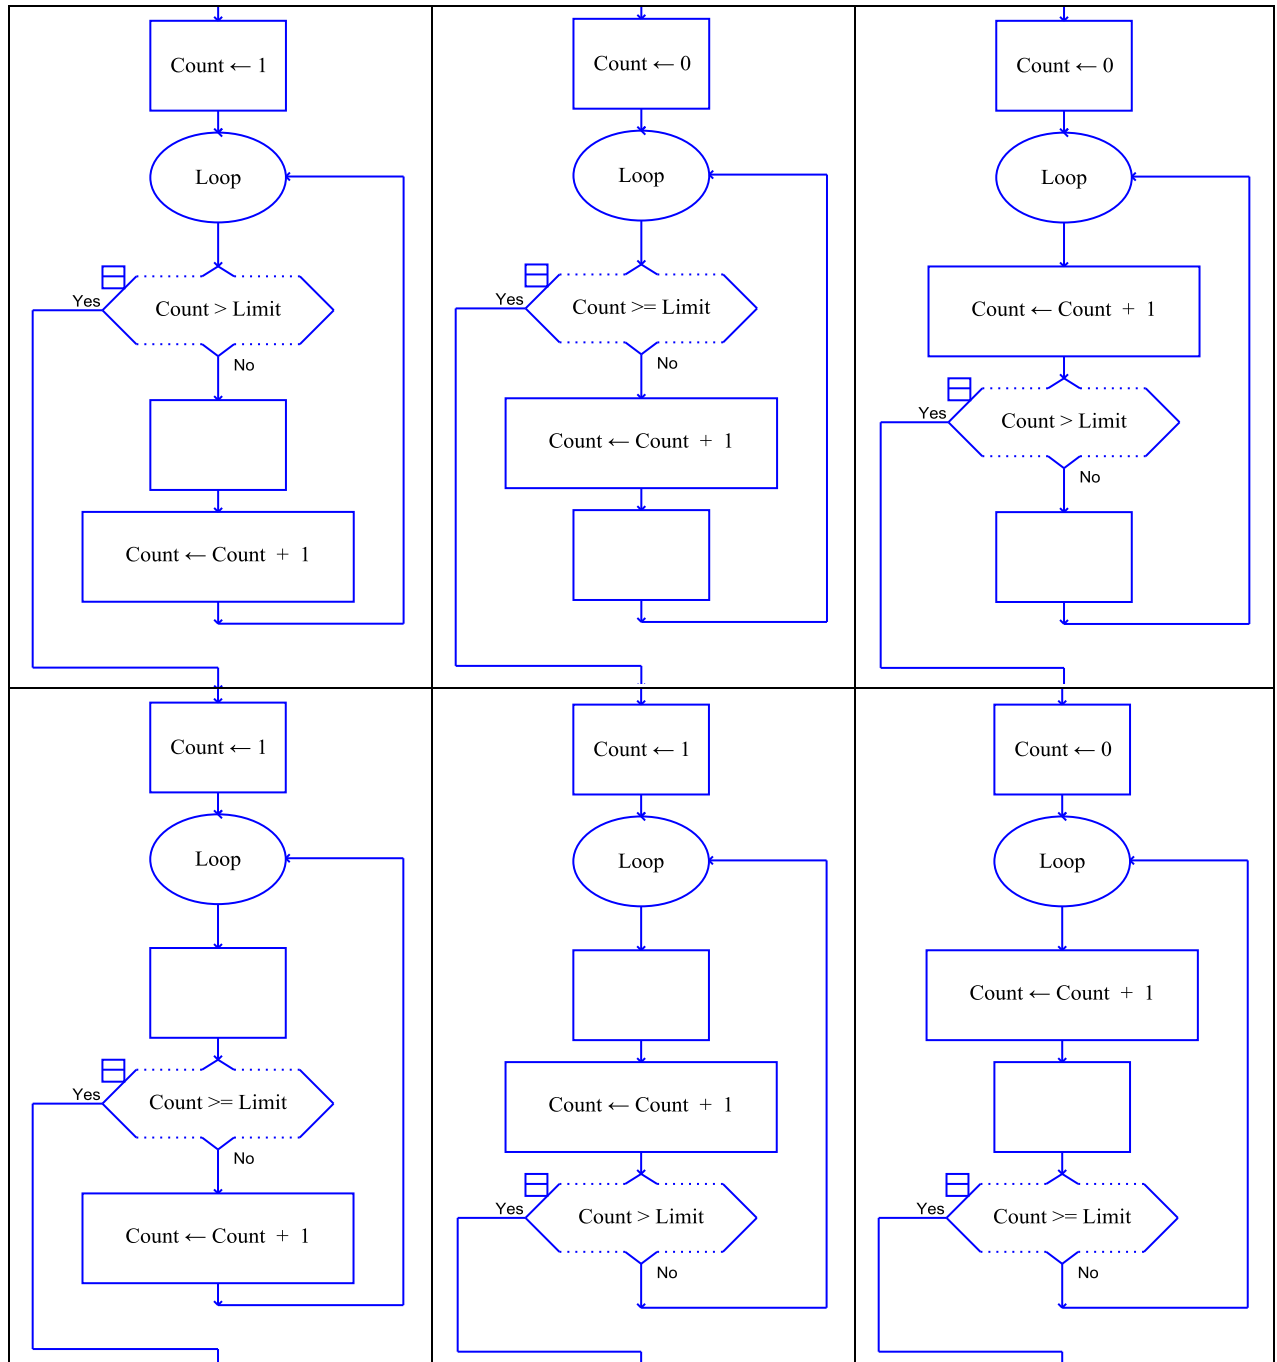 Count ← 1
Loop
Yes
Count > Limit
No
Count ← Count + 1
Count ← 0
Loop
Yes
Count >= Limit
No
Count ← Count + 1
Count ← 0
Loop
Count ← Count + 1
Yes
Count > Limit
No
Count ← 1
Loop
Yes
Count >= Limit
No
Count ← Count + 1
Count ← 1
Loop
Count ← Count + 1
Yes
Count > Limit
No
Count ← 0
Loop
Count ← Count + 1
Yes
Count >= Limit
No